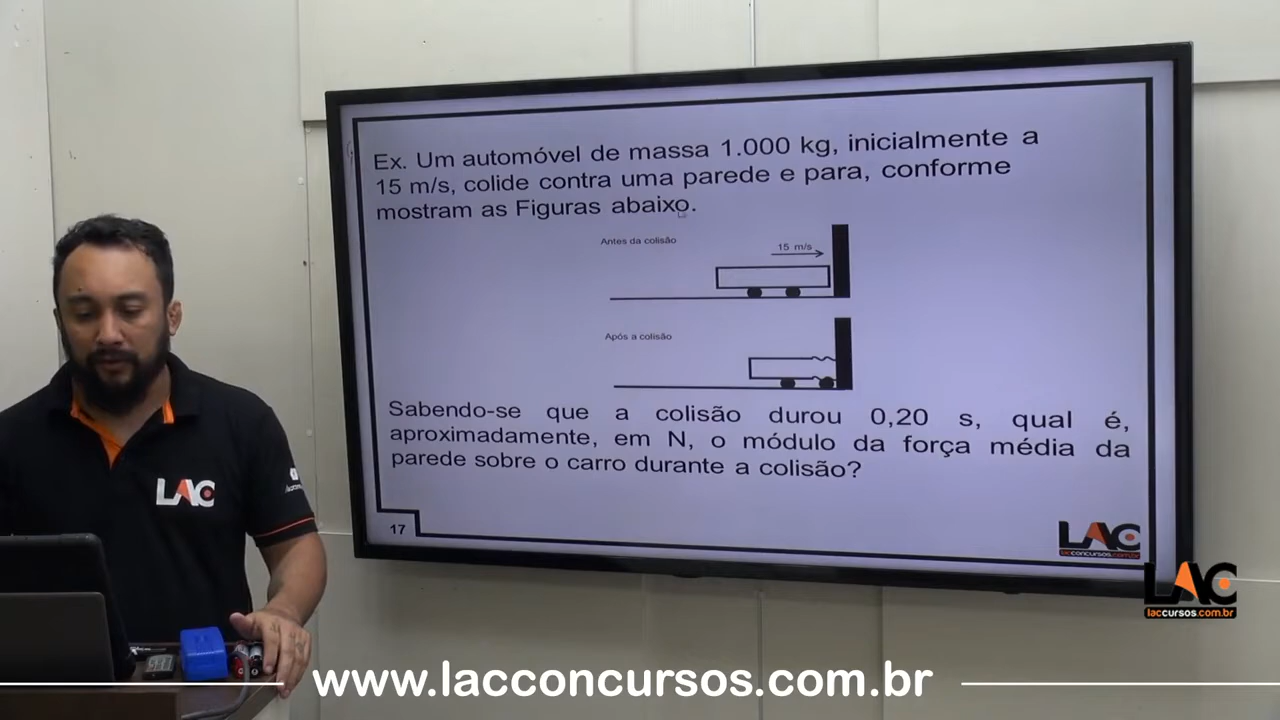 Ex. Um automóvel de massa 1.000 kg, inicialmente a
15 m/s, colide contra uma parede e para, conforme
mostram as Figuras abaixo.
Antes da colisão
15 m/s
Após a colisão
Sabendo-se que a colisão durou 0,20 s, qual é,
aproximadamente, em N, o módulo da força média da
parede sobre o carro durante a colisão?
17
LAC
lacconcursos.com.br
LAC
LAC
laccursos.com.br
www.lacconcursos.com.br